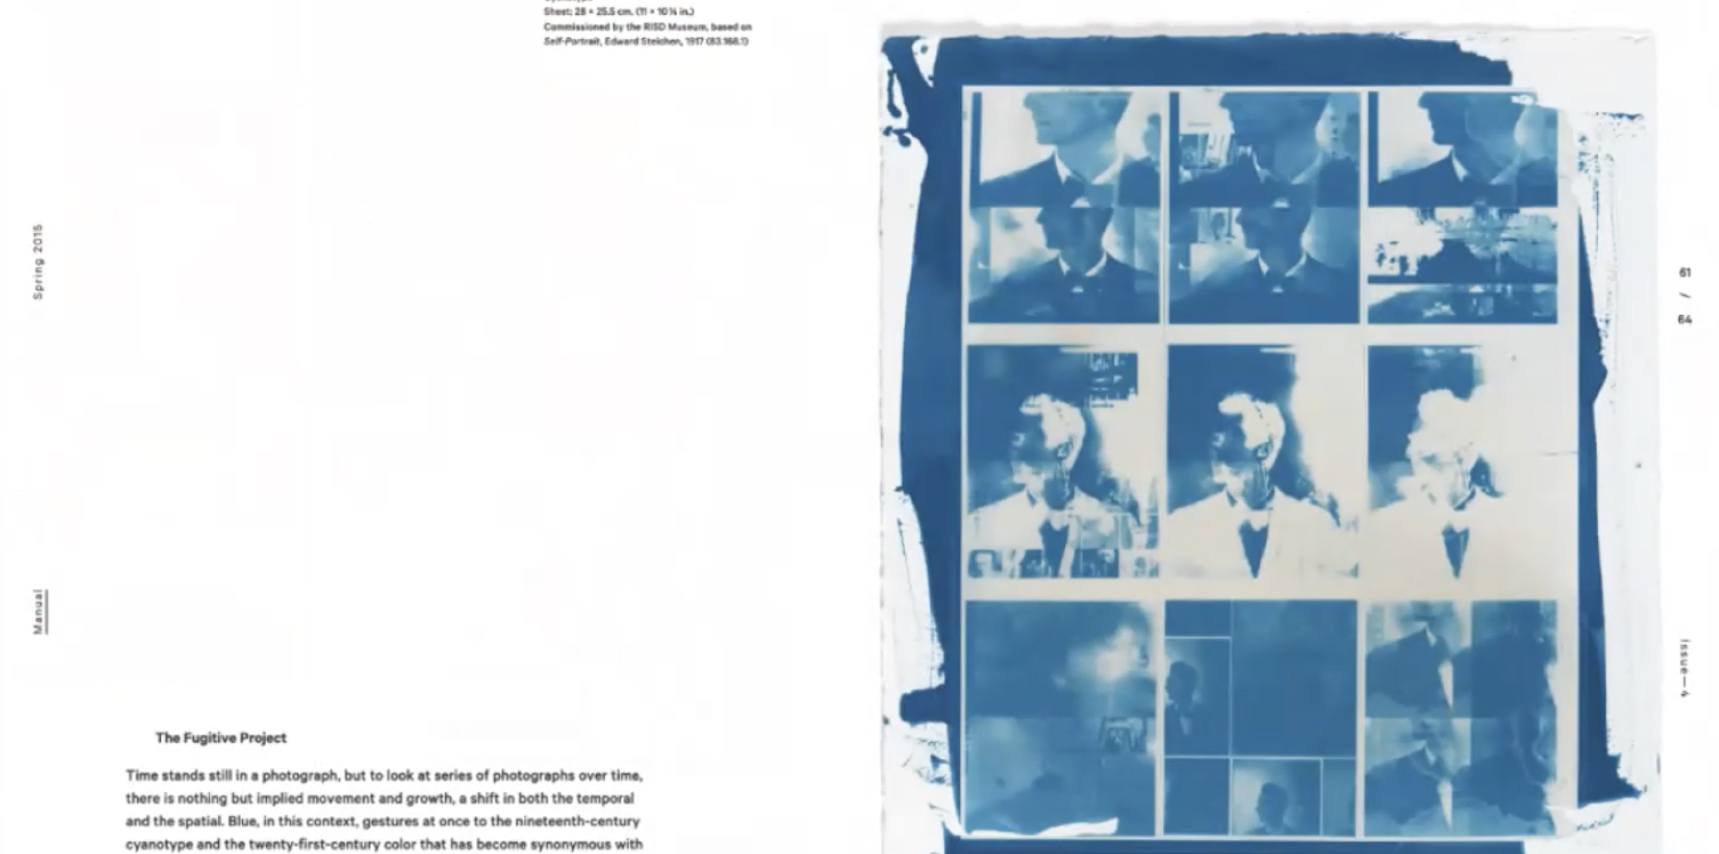 Sheet: 28 × 25.5 cm. (11 × 10 ¼ in.)
Commissioned by the RISD Museum, based on
Self-Portrait, Edward Steichen, 1917 (83.168.1)
Spring 2015
Manual
The Fugitive Project
Time stands still in a photograph, but to look at series of photographs over time,
there is nothing but implied movement and growth, a shift in both the temporal
and the spatial. Blue, in this context, gestures at once to the nineteenth-century
cyanotype and the twenty-first-century color that has become synonymous with
61
/
64
Issue—4